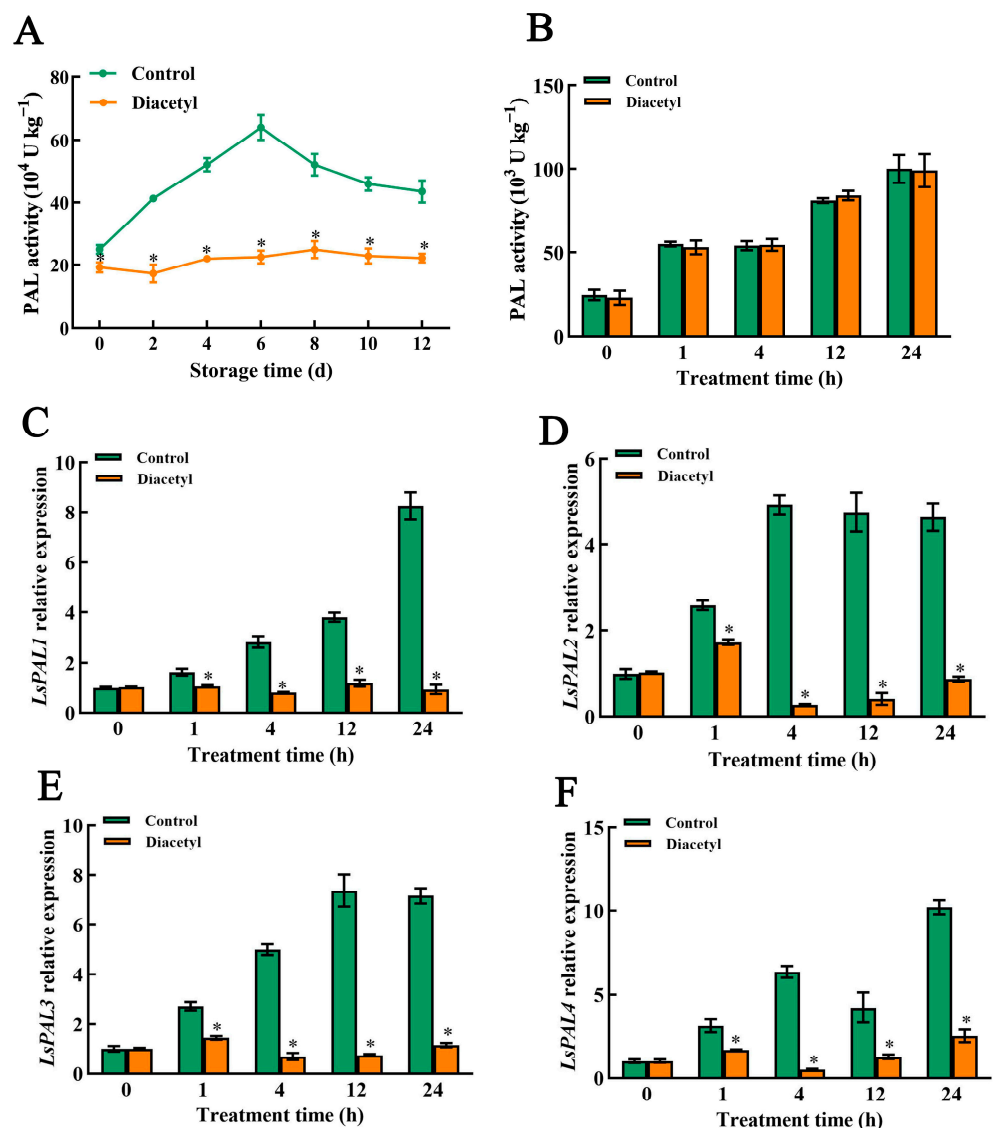 A
Control
Diacetyl
PAL activity (10⁴ U kg⁻¹)
80
60
40
20
0
* * * * * * *
0 2 4 6 8 10 12
Storage time (d)
B
Control
Diacetyl
PAL activity (10³ U kg⁻¹)
150
100
50
0
0 1 4 12 24
Treatment time (h)
C
Control
Diacetyl
LsPAL1 relative expression
10
8
6
4
2
0
* * * *
0 1 4 12 24
Treatment time (h)
D
Control
Diacetyl
LsPAL2 relative expression
6
4
2
0
* * * *
0 1 4 12 24
Treatment time (h)
E
Control
Diacetyl
LsPAL3 relative expression
10
8
6
4
2
0
* * * *
0 1 4 12 24
Treatment time (h)
F
Control
Diacetyl
LsPAL4 relative expression
15
10
5
0
* * * *
0 1 4 12 24
Treatment time (h)